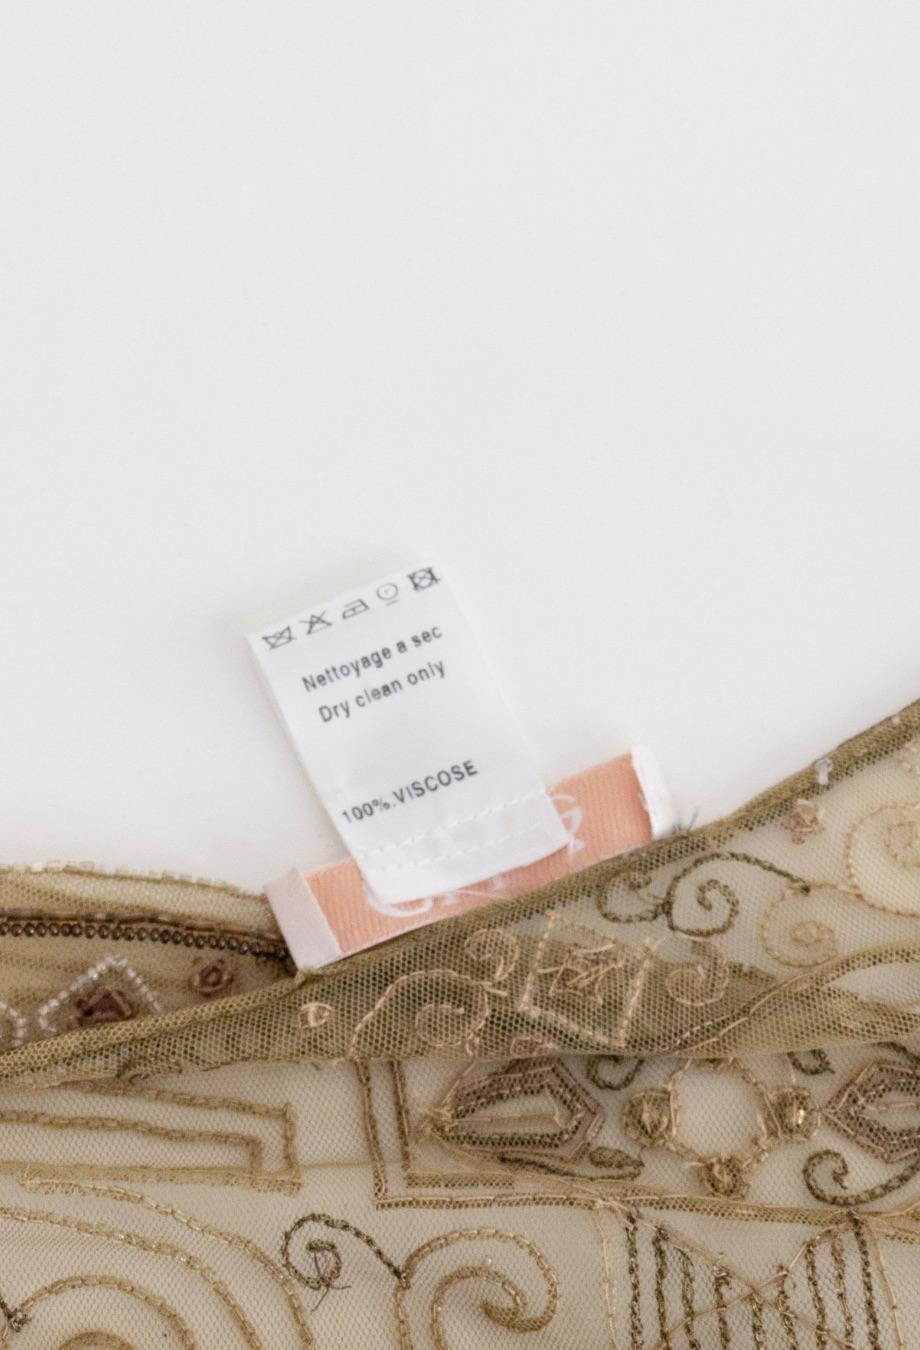 Nettoyage a sec
Dry clean only
100%.VISCOSE